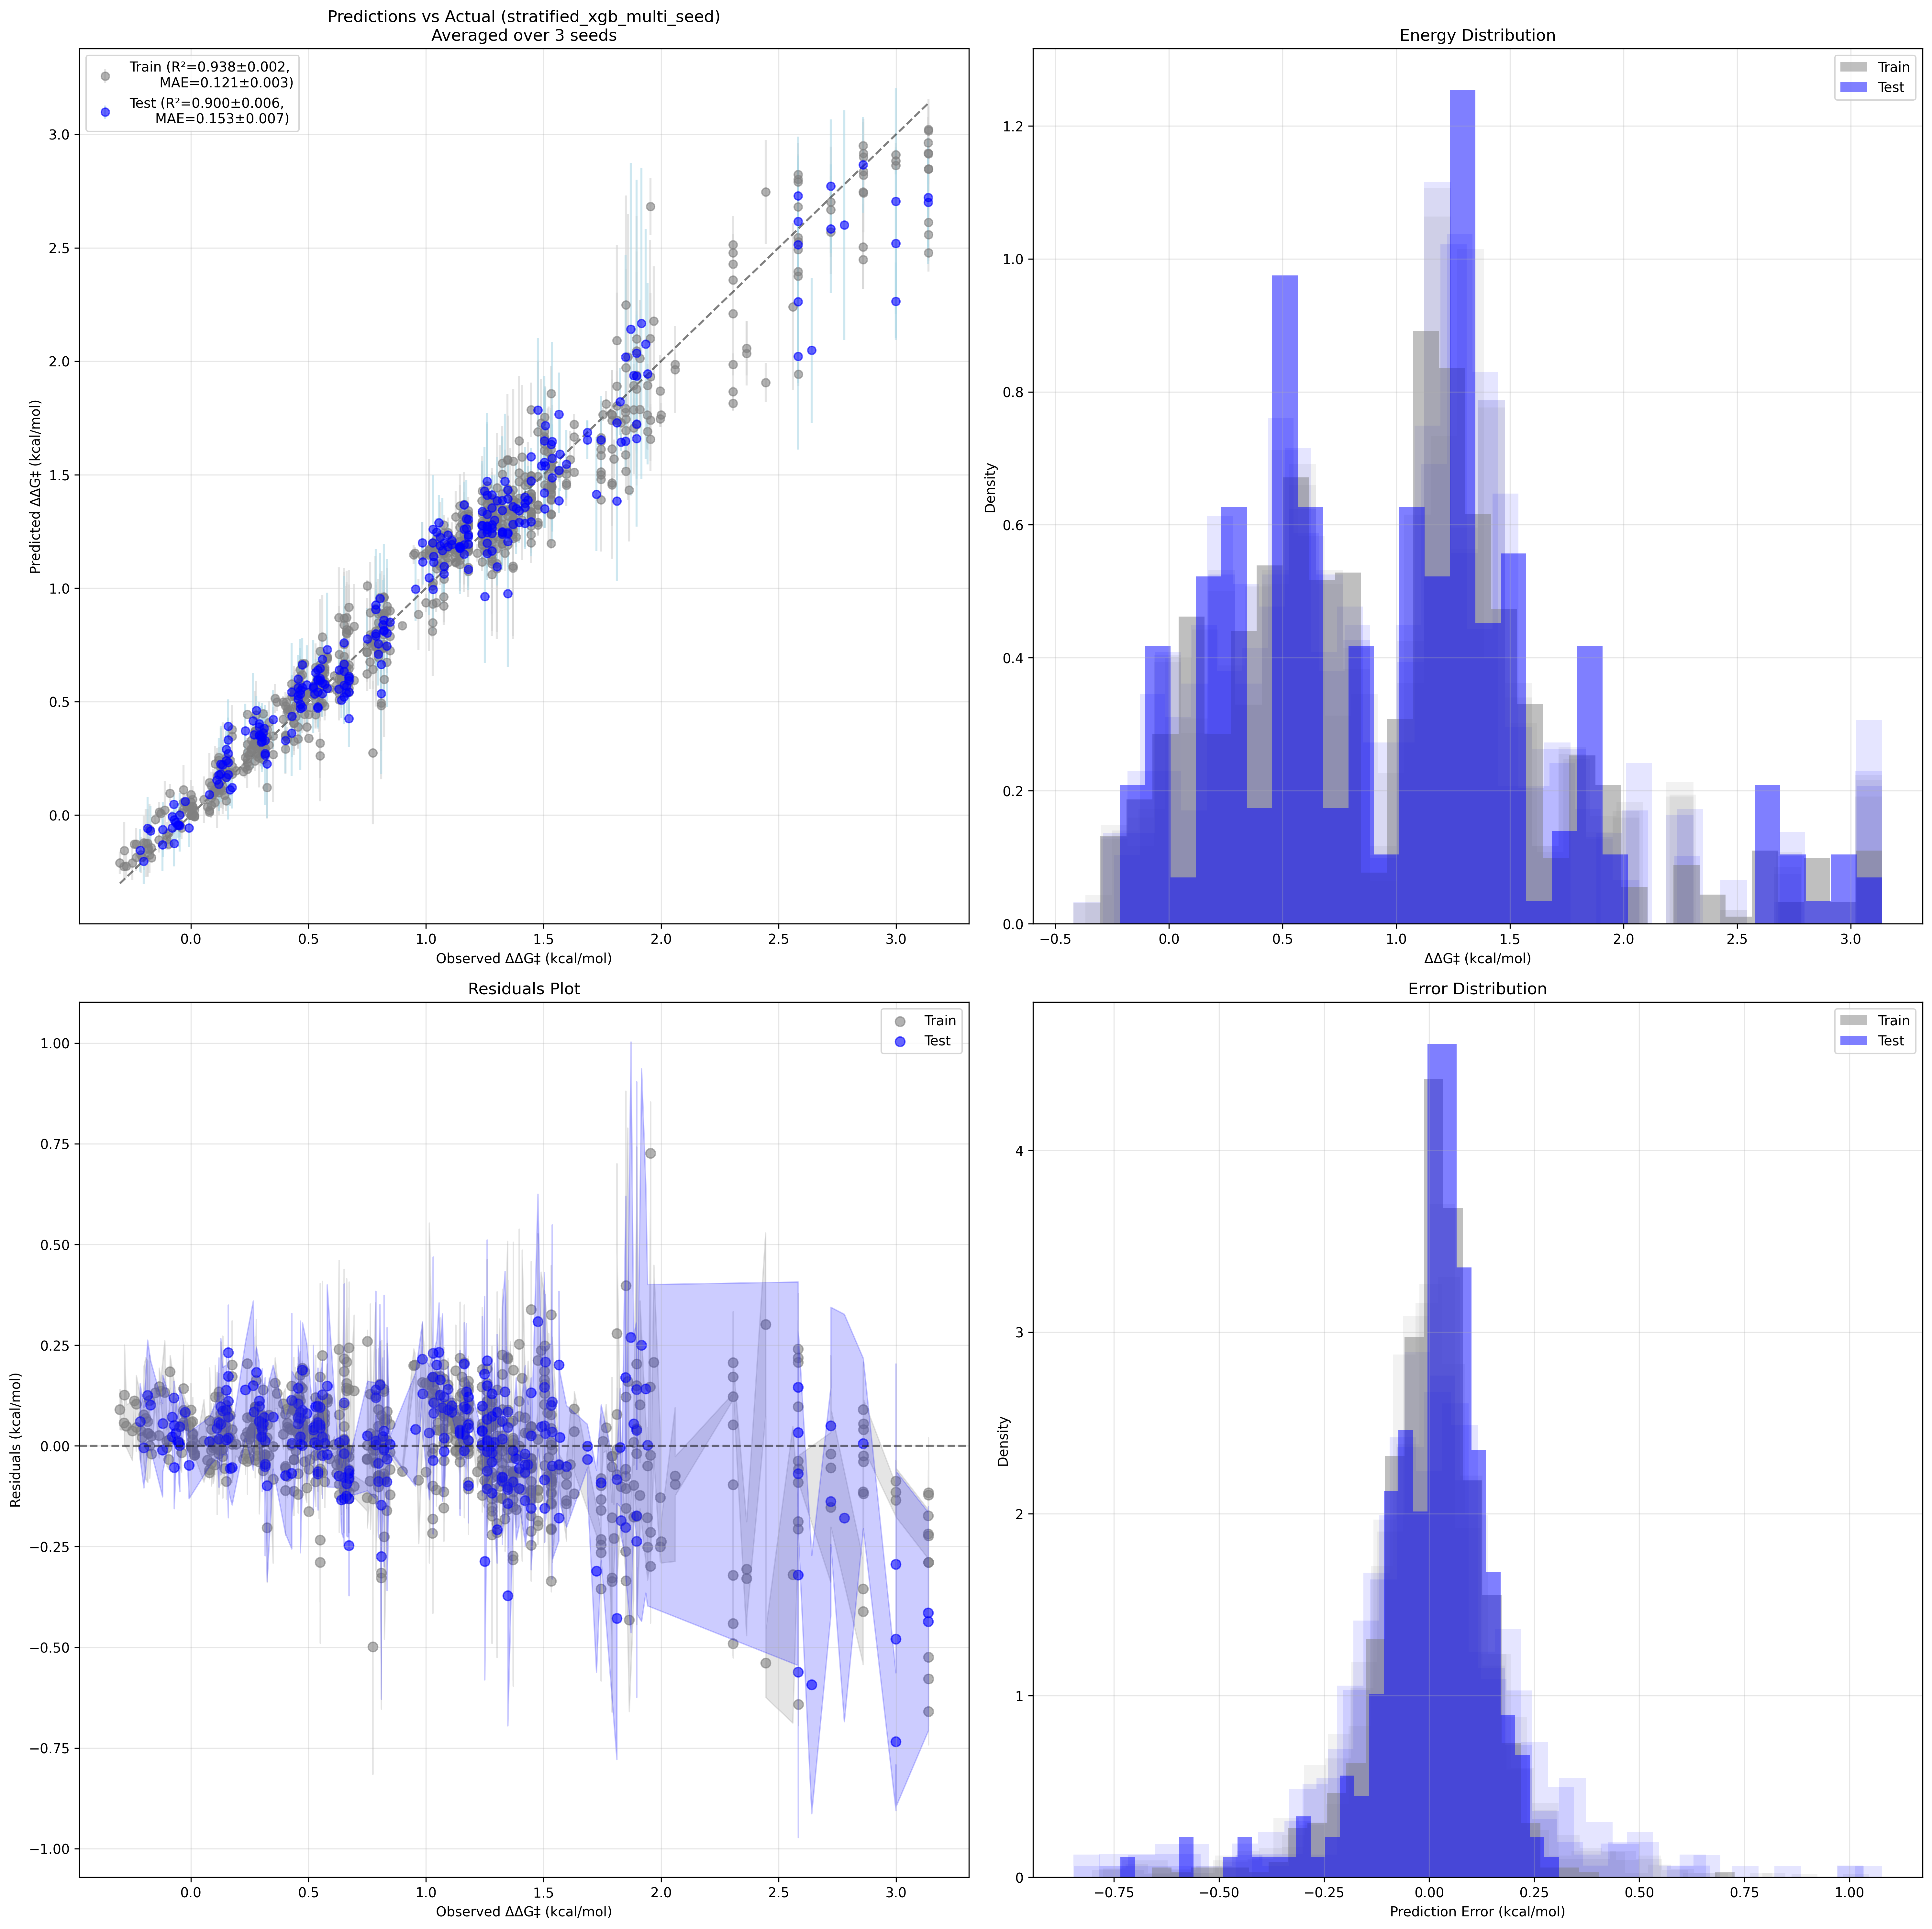 Predictions vs Actual (stratified_xgb_multi_seed)
Averaged over 3 seeds
Train (R²=0.938±0.002,
MAE=0.121±0.003)
Test (R²=0.900±0.006,
MAE=0.153±0.007)
3.0
2.5
2.0
1.5
1.0
0.5
0.0
Predicted ΔΔG‡ (kcal/mol)
0.0 0.5 1.0 1.5 2.0 2.5 3.0
Observed ΔΔG‡ (kcal/mol)
Energy Distribution
Train
Test
1.2
1.0
0.8
0.6
0.4
0.2
0.0
Density
−0.5 0.0 0.5 1.0 1.5 2.0 2.5 3.0
ΔΔG‡ (kcal/mol)
Residuals Plot
Train
Test
1.00
0.75
0.50
0.25
0.00
−0.25
−0.50
−0.75
−1.00
Residuals (kcal/mol)
0.0 0.5 1.0 1.5 2.0 2.5 3.0
Observed ΔΔG‡ (kcal/mol)
Error Distribution
Train
Test
4
3
2
1
0
Density
−0.75 −0.50 −0.25 0.00 0.25 0.50 0.75 1.00
Prediction Error (kcal/mol)